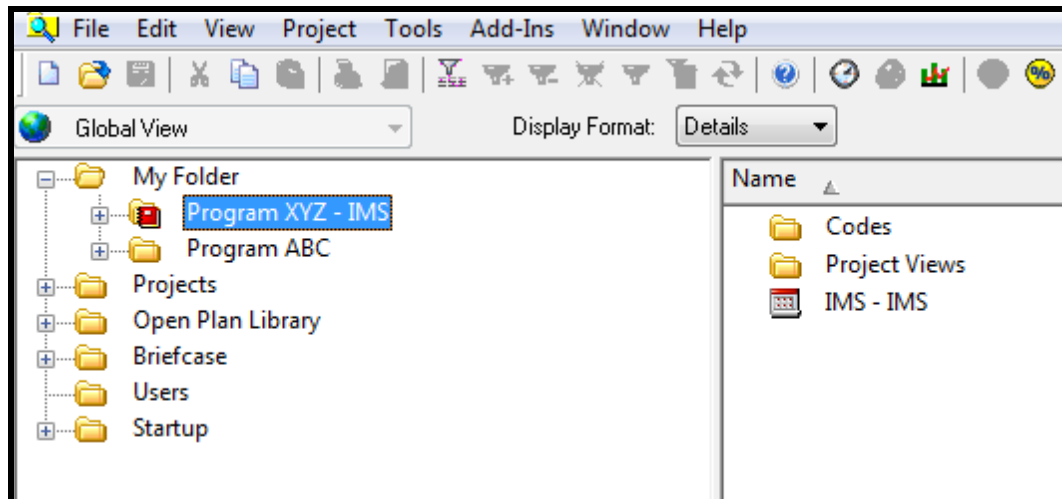 File Edit View Project Tools Add-Ins Window Help
%
Global View Display Format: Details
My Folder
Program XYZ - IMS
Program ABC
Projects
Open Plan Library
Briefcase
Users
Startup
Name
Codes
Project Views
IMS - IMS